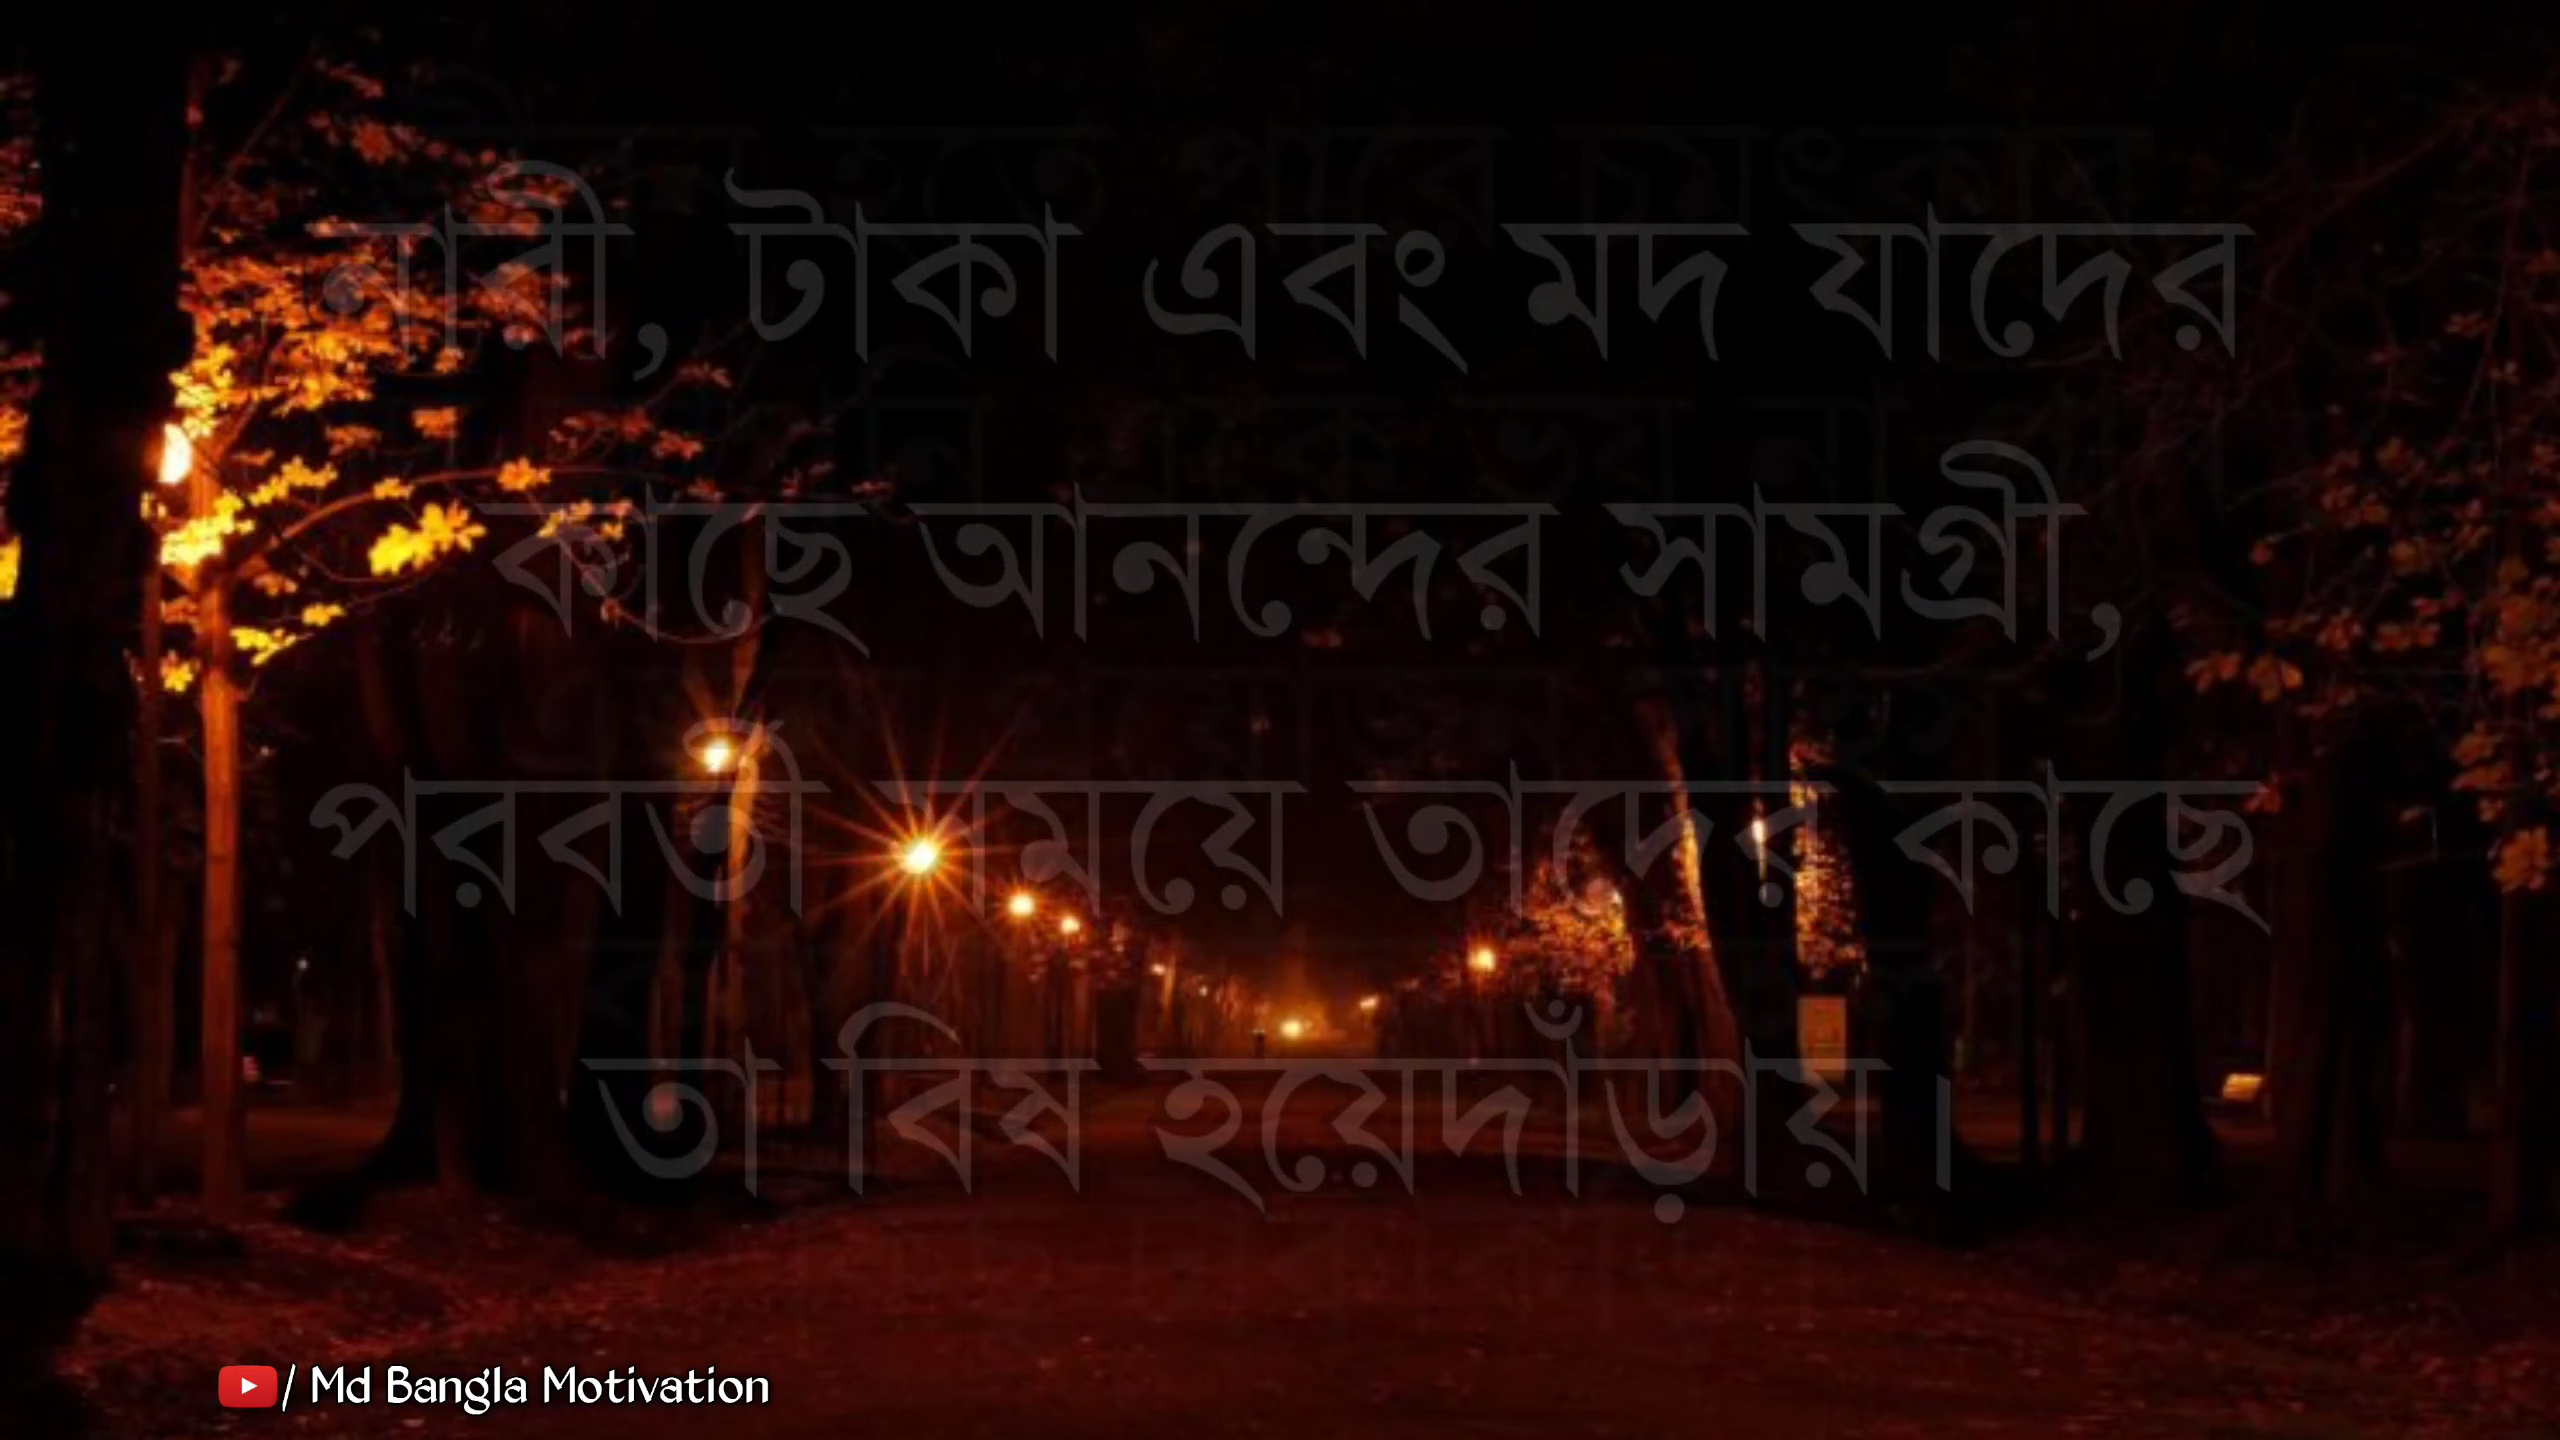 নারী, টাকা এবং মদ যাদের
কাছে আনন্দের সামগ্রী,
পরবর্তী সময়ে তাদের কাছে
তা বিষ হয়েদাঁড়ায়।
/ Md Bangla Motivation